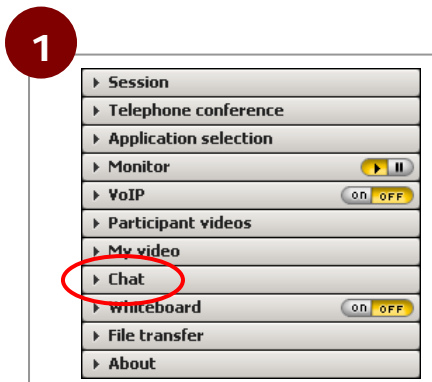 1
Session
Telephone conference
Application selection
Monitor
VoIP on OFF
Participant videos
My video
Chat
Whiteboard on OFF
File transfer
About